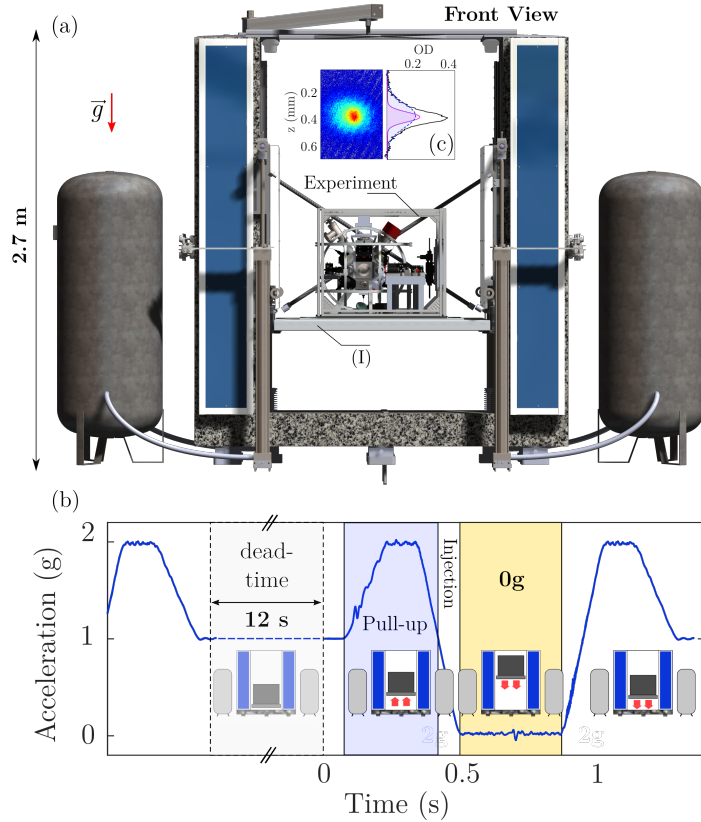 (a)
Front View
g
2.7 m
OD
0.2 0.4
z (mm)
0.2
0.4
0.6
(c)
Experiment
(I)
(b)
Acceleration (g)
2
1
0
dead-
time
12 s
Pull-up
Injection
0g
2g
2g
0
0.5
1
Time (s)